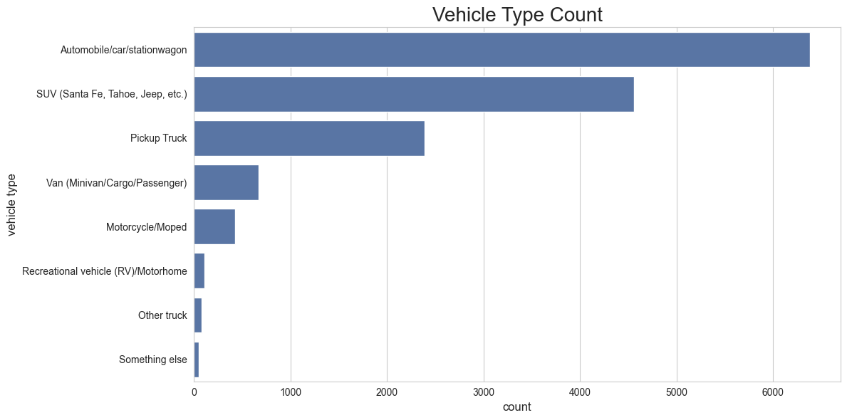 Vehicle Type Count
vehicle type
Automobile/car/stationwagon
SUV (Santa Fe, Tahoe, Jeep, etc.)
Pickup Truck
Van (Minivan/Cargo/Passenger)
Motorcycle/Moped
Recreational vehicle (RV)/Motorhome
Other truck
Something else
0 1000 2000 3000 4000 5000 6000
count